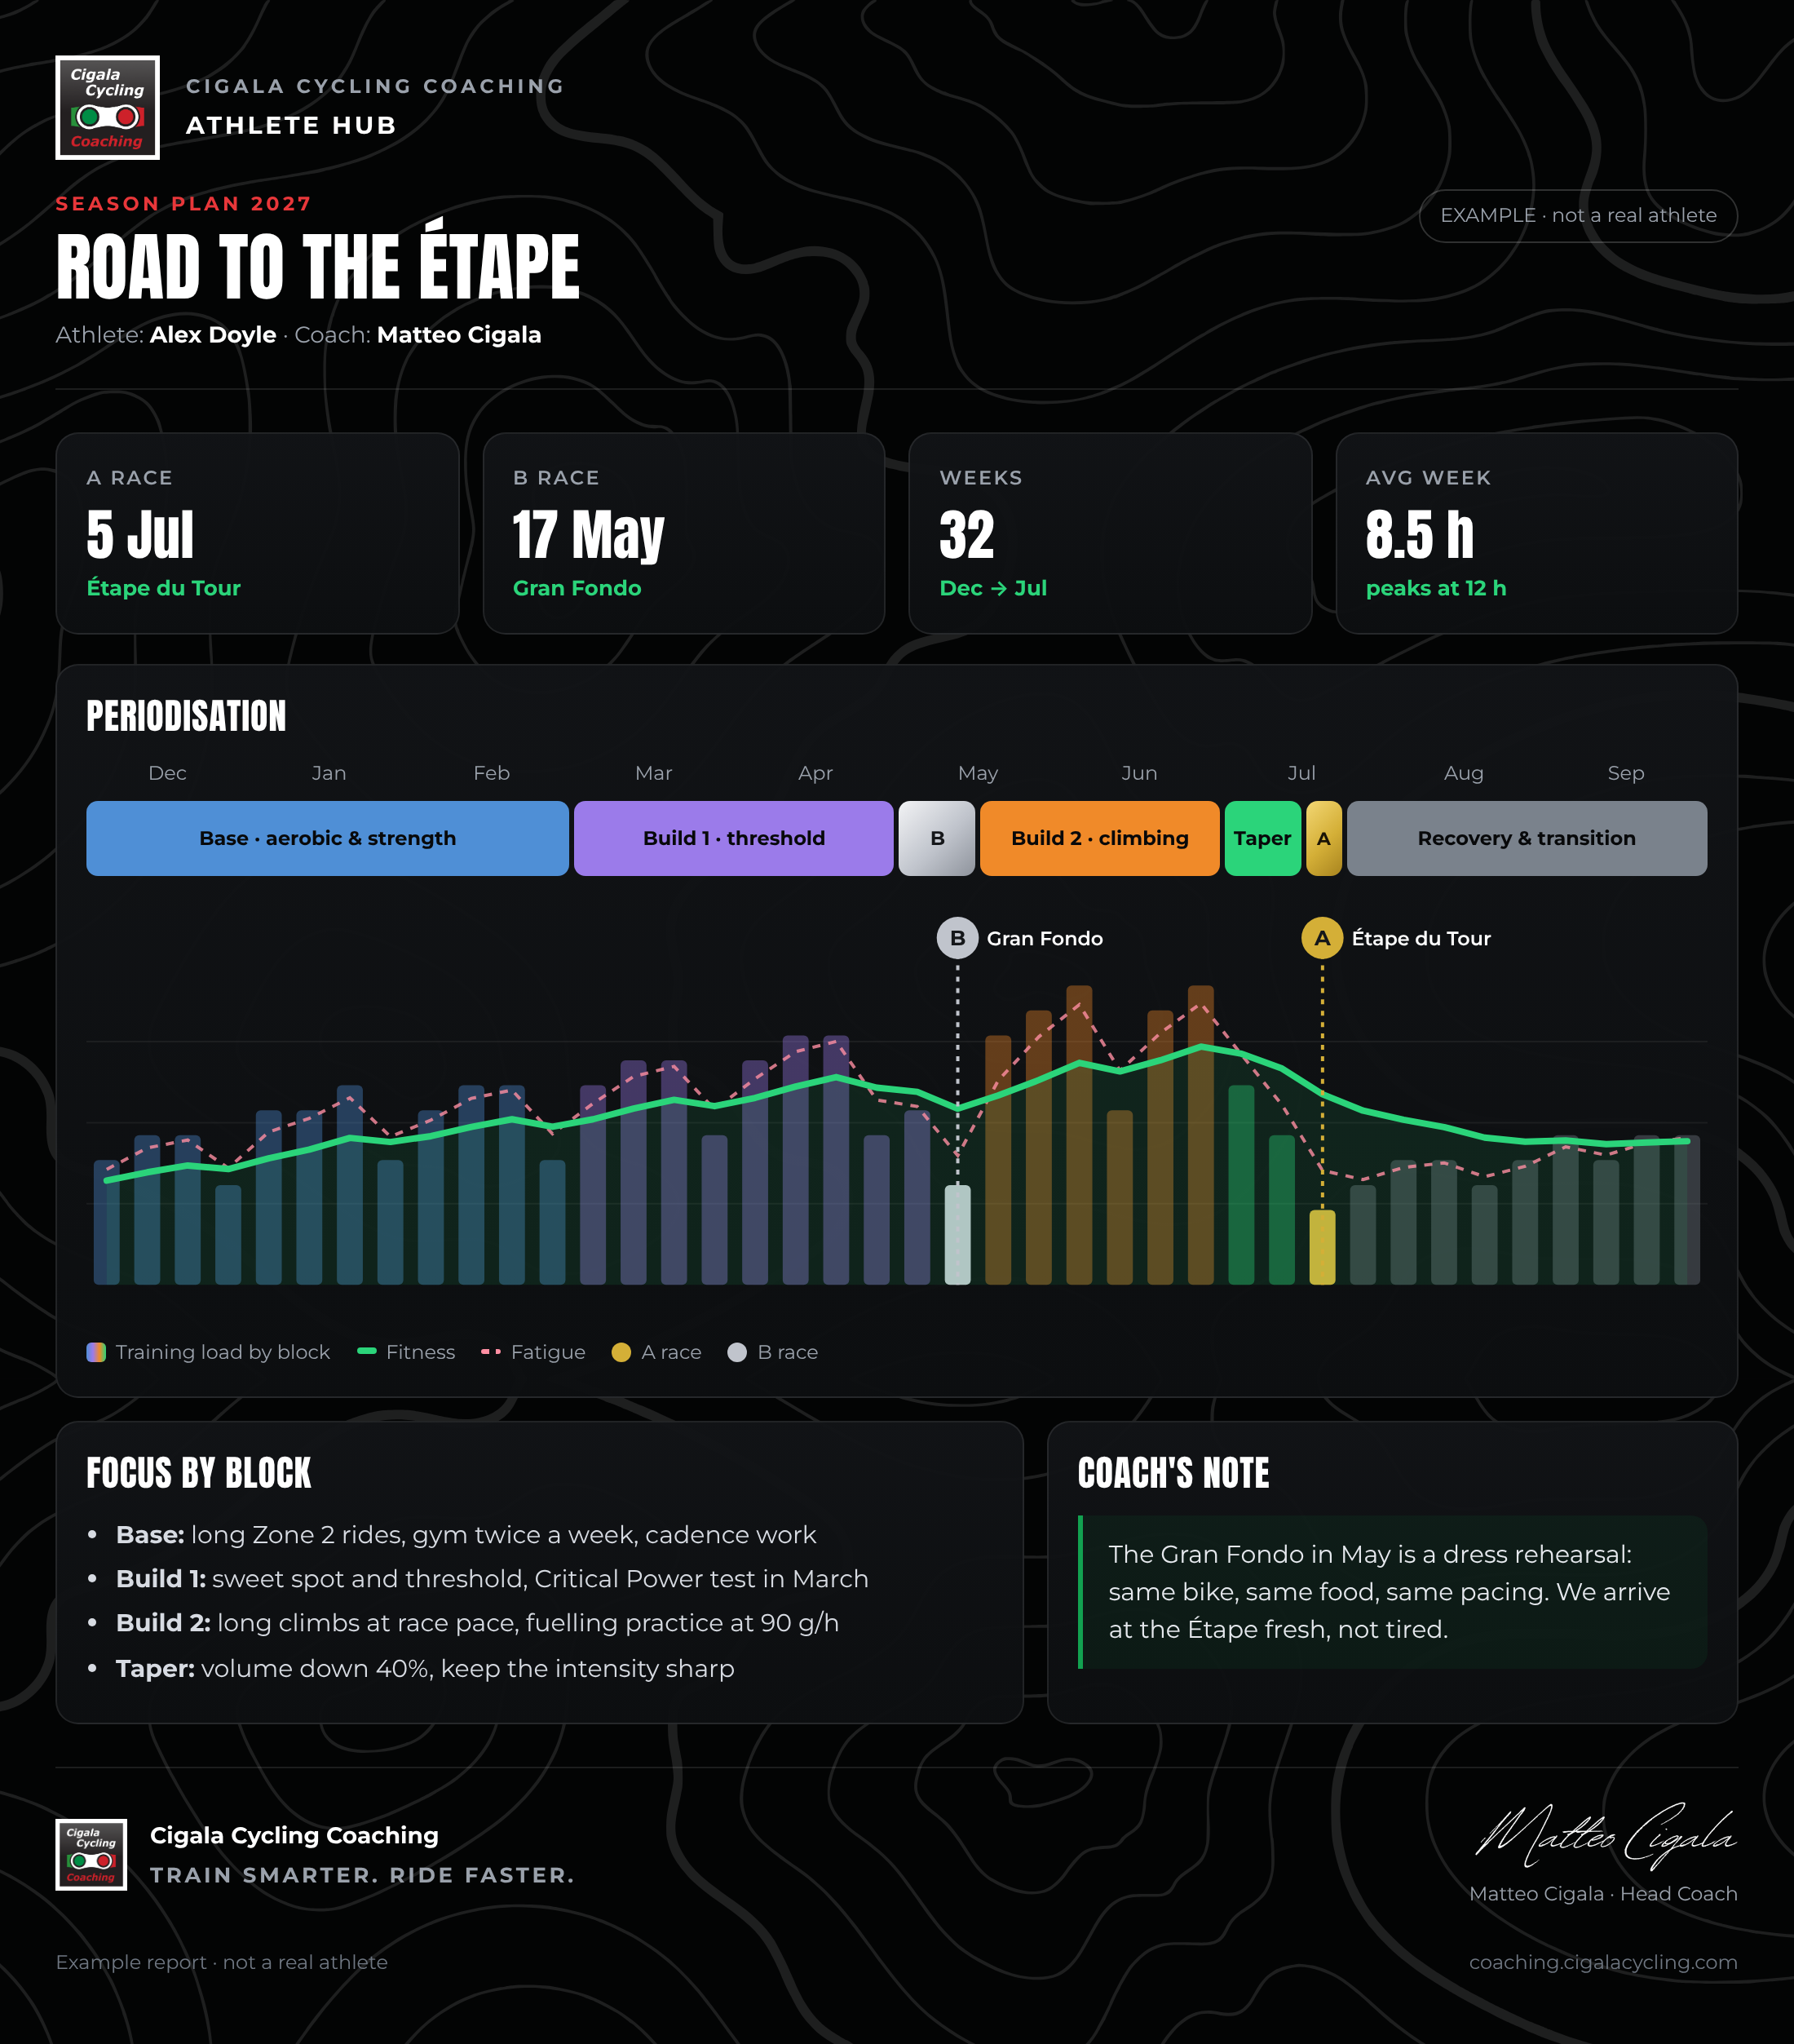 Cigala
Cycling
Coaching
CIGALA CYCLING COACHING
ATHLETE HUB
SEASON PLAN 2027
ROAD TO THE ÉTAPE
Athlete: Alex Doyle · Coach: Matteo Cigala
EXAMPLE · not a real athlete
A RACE
5 Jul
Étape du Tour
B RACE
17 May
Gran Fondo
WEEKS
32
Dec → Jul
AVG WEEK
8.5 h
peaks at 12 h
PERIODISATION
Dec Jan Feb Mar Apr May Jun Jul Aug Sep
Base · aerobic & strength Build 1 · threshold B Build 2 · climbing Taper A Recovery & transition
B Gran Fondo A Étape du Tour
Training load by block Fitness Fatigue A race B race
FOCUS BY BLOCK
• Base: long Zone 2 rides, gym twice a week, cadence work
• Build 1: sweet spot and threshold, Critical Power test in March
• Build 2: long climbs at race pace, fuelling practice at 90 g/h
• Taper: volume down 40%, keep the intensity sharp
COACH'S NOTE
The Gran Fondo in May is a dress rehearsal:
same bike, same food, same pacing. We arrive
at the Étape fresh, not tired.
Cigala
Cycling
Coaching
Cigala Cycling Coaching
TRAIN SMARTER. RIDE FASTER.
Matteo Cigala
Matteo Cigala · Head Coach
Example report · not a real athlete
coaching.cigalacycling.com